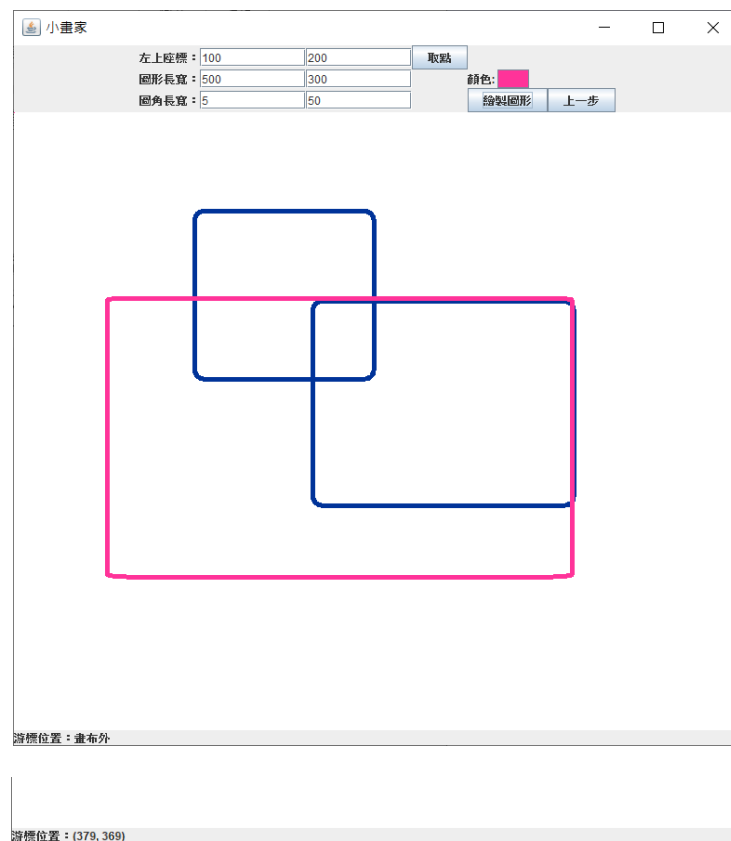 小畫家
左上座標：100 200 取點
圖形長寬：500 300 顏色:
圓角長寬：5 50 繪製圖形 上一步
游標位置：畫布外
游標位置：(379, 369)